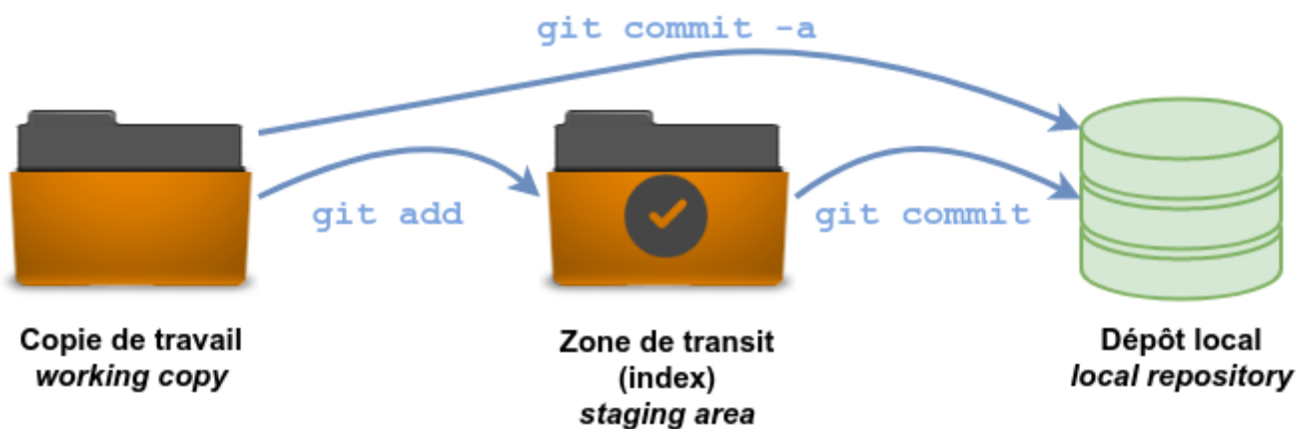 git commit -a
git add
git commit
Copie de travail
working copy
Zone de transit
(index)
staging area
Dépôt local
local repository